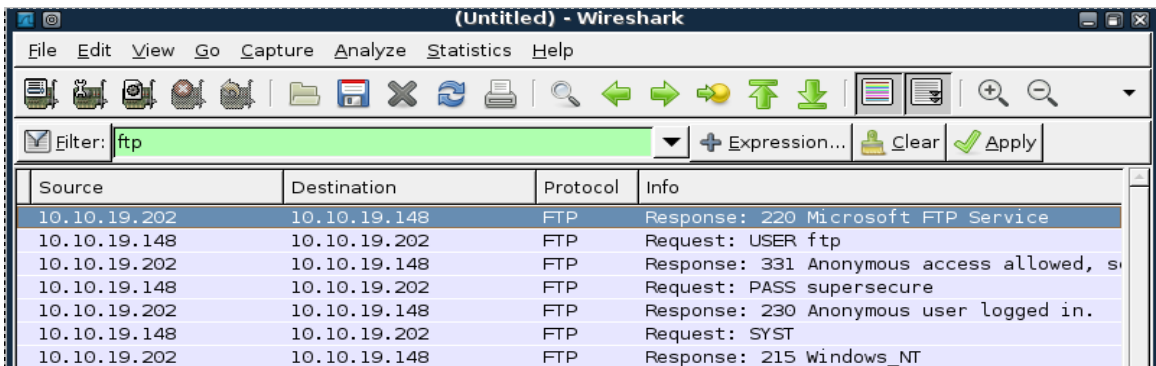 (Untitled) - Wireshark
File Edit View Go Capture Analyze Statistics Help
Filter: ftp Expression... Clear Apply
Source Destination Protocol Info
10.10.19.202 10.10.19.148 FTP Response: 220 Microsoft FTP Service
10.10.19.148 10.10.19.202 FTP Request: USER ftp
10.10.19.202 10.10.19.148 FTP Response: 331 Anonymous access allowed,
10.10.19.148 10.10.19.202 FTP Request: PASS supersecure
10.10.19.202 10.10.19.148 FTP Response: 230 Anonymous user logged in.
10.10.19.148 10.10.19.202 FTP Request: SYST
10.10.19.202 10.10.19.148 FTP Response: 215 Windows_NT